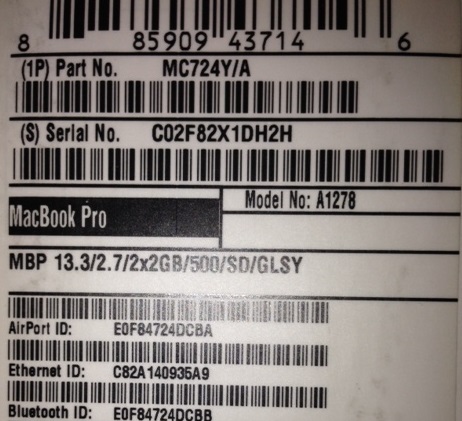 8 85909 43714 6
(1P) Part No. MC724Y/A
(S) Serial No. C02F82X1DH2H
Model No: A1278
MacBook Pro
MBP 13.3/2.7/2x2GB/500/SD/GLSY
AirPort ID: E0F84724DCBA
Ethernet ID: C82A140935A9
Bluetooth ID: E0F84724DCBB